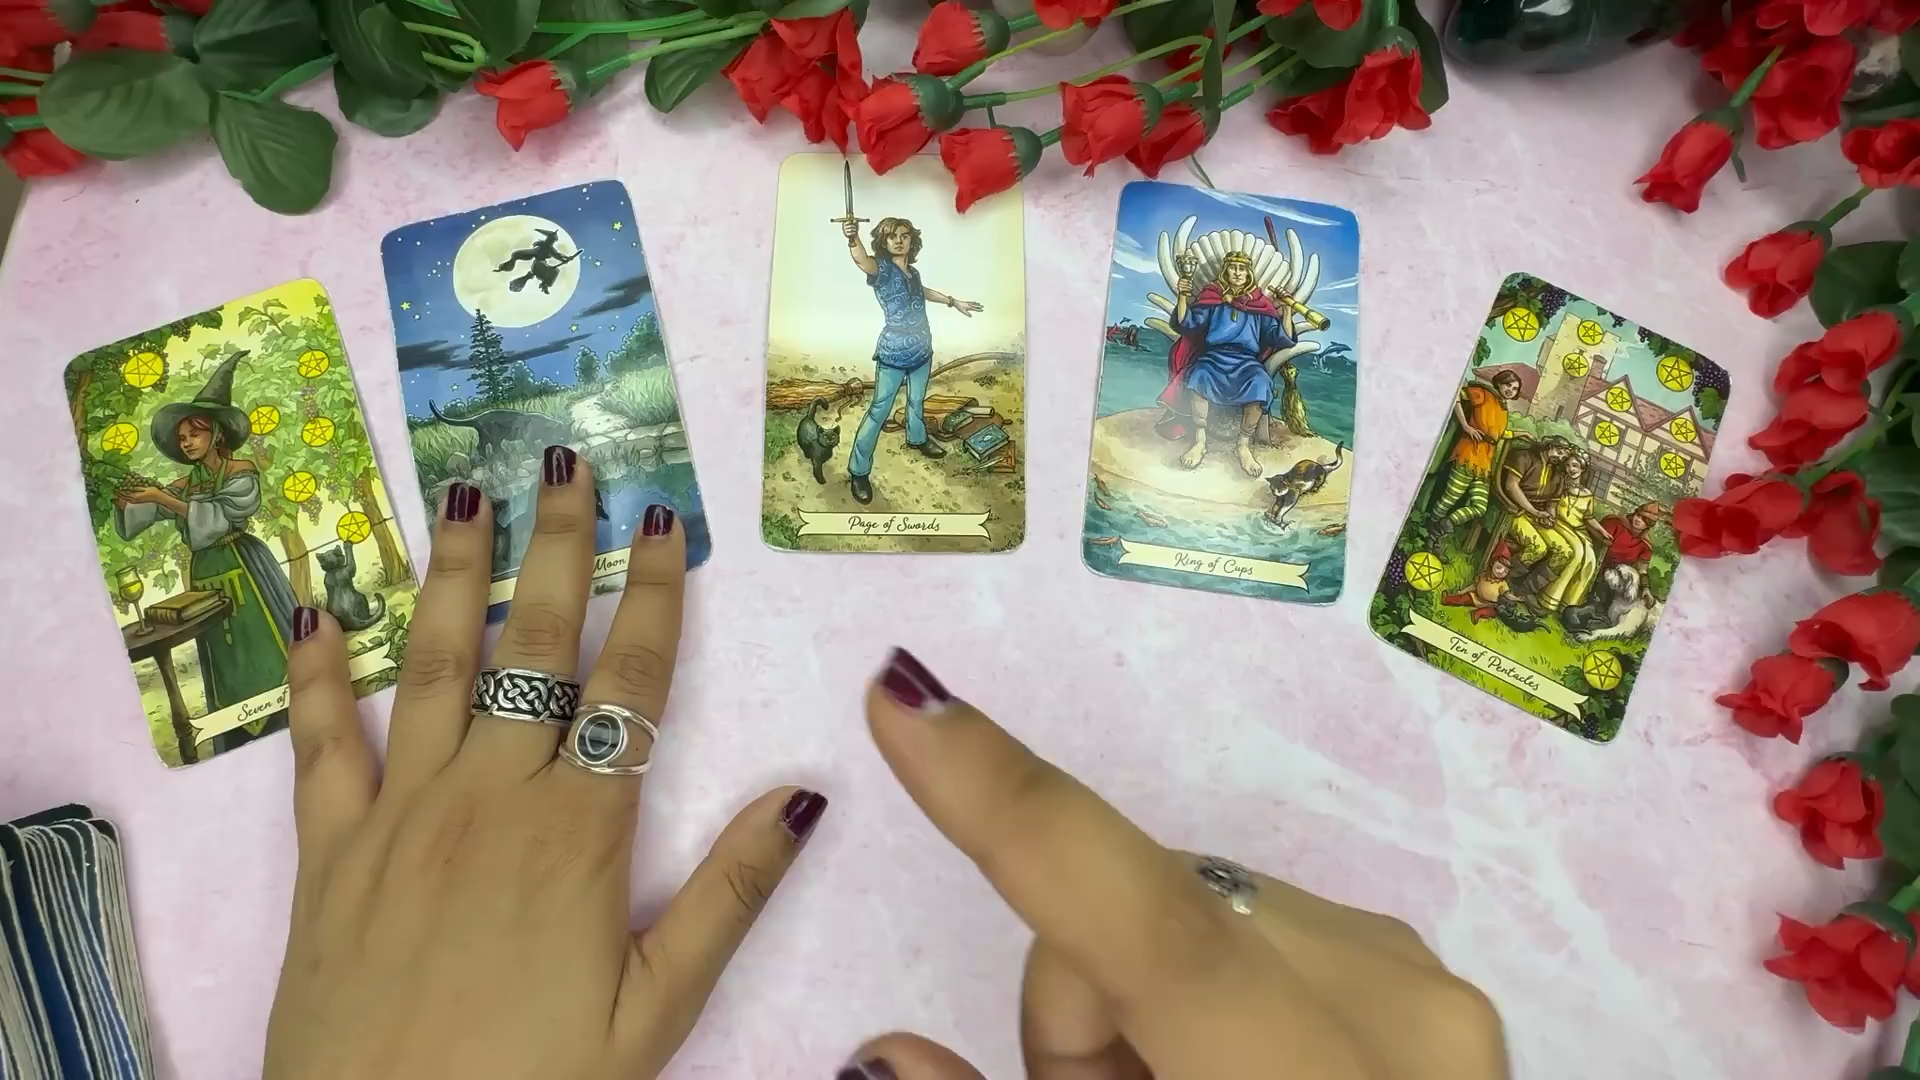 Seven of
Moon
Page of Swords
King of Cups
Ten of Pentacles